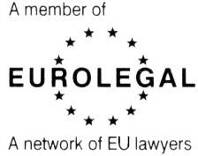 A member of
EUROLEGAL
A network of EU lawyers